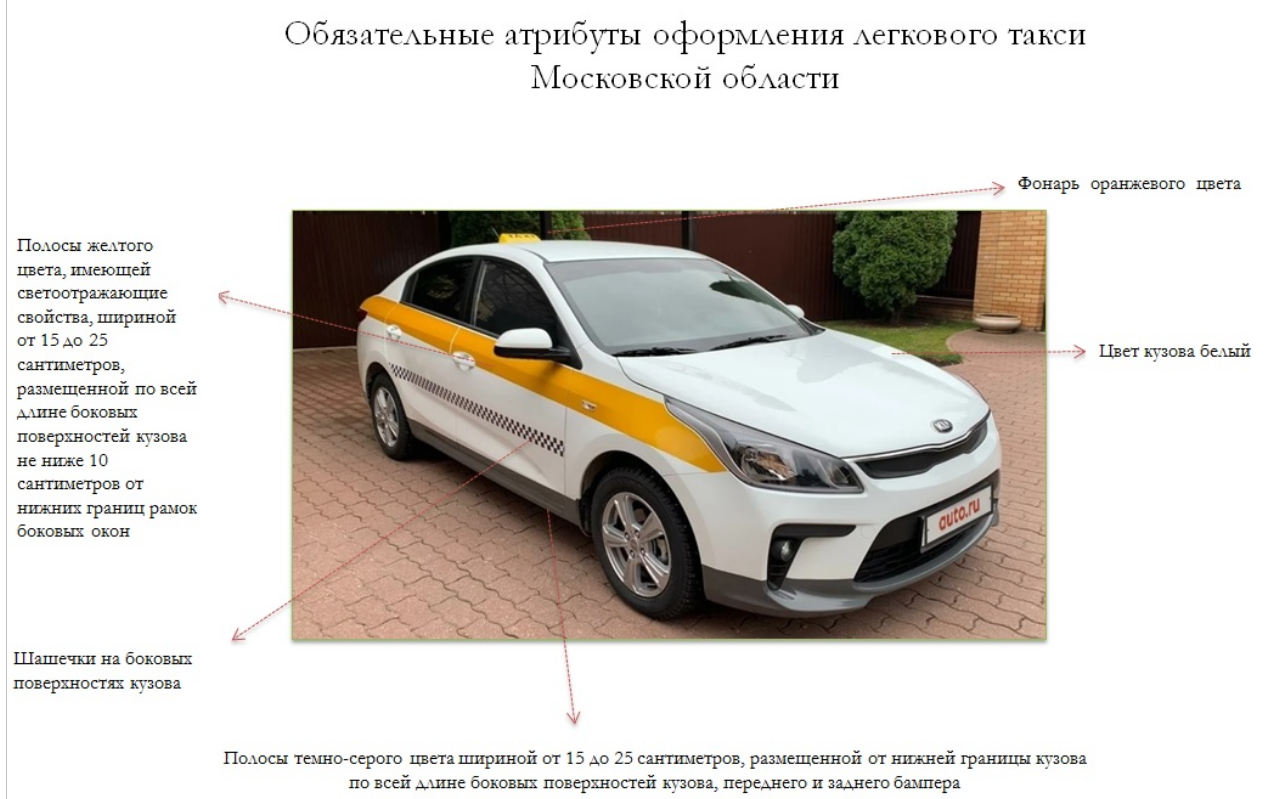 Обязательные атрибуты оформления легкового такси
Московской области
Фонарь оранжевого цвета
Полосы желтого
цвета, имеющей
светоотражающие
свойства, шириной
от 15 до 25
сантиметров,
размещенной по всей
длине боковых
поверхностей кузова
не ниже 10
сантиметров от
нижних границ рамок
боковых окон
Цвет кузова белый
auto.ru
Шашечки на боковых
поверхностях кузова
Полосы темно-серого цвета шириной от 15 до 25 сантиметров, размещенной от нижней границы кузова
по всей длине боковых поверхностей кузова, переднего и заднего бампера